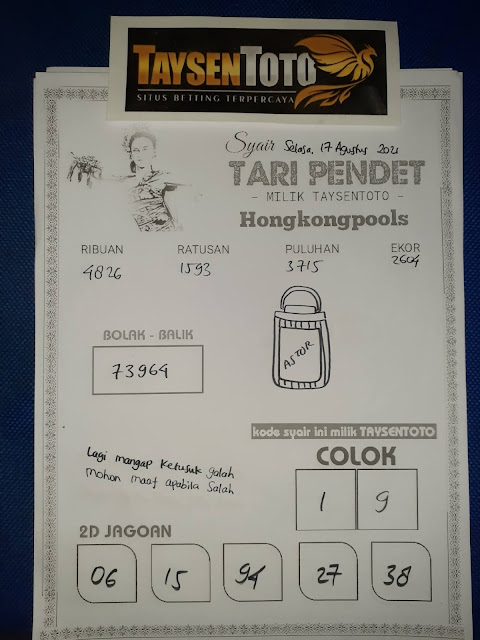 TAYSENTOTO
SITUS BETTING TERPERCAYA
Syair Selasa, 17 Agustus 2021
TARI PENDET
- MILIK TAYSENTOTO -
Hongkongpools
RIBUAN RATUSAN PULUHAN EKOR
4826 1593 3715 2604
BOLAK - BALIK
73964
ASTOR
kode syair ini milik TAYSENTOTO
COLOK
1 9
Lagi mangap Ketusuk galah
mohon maaf apabila Salah
2D JAGOAN
06 15 94 27 38